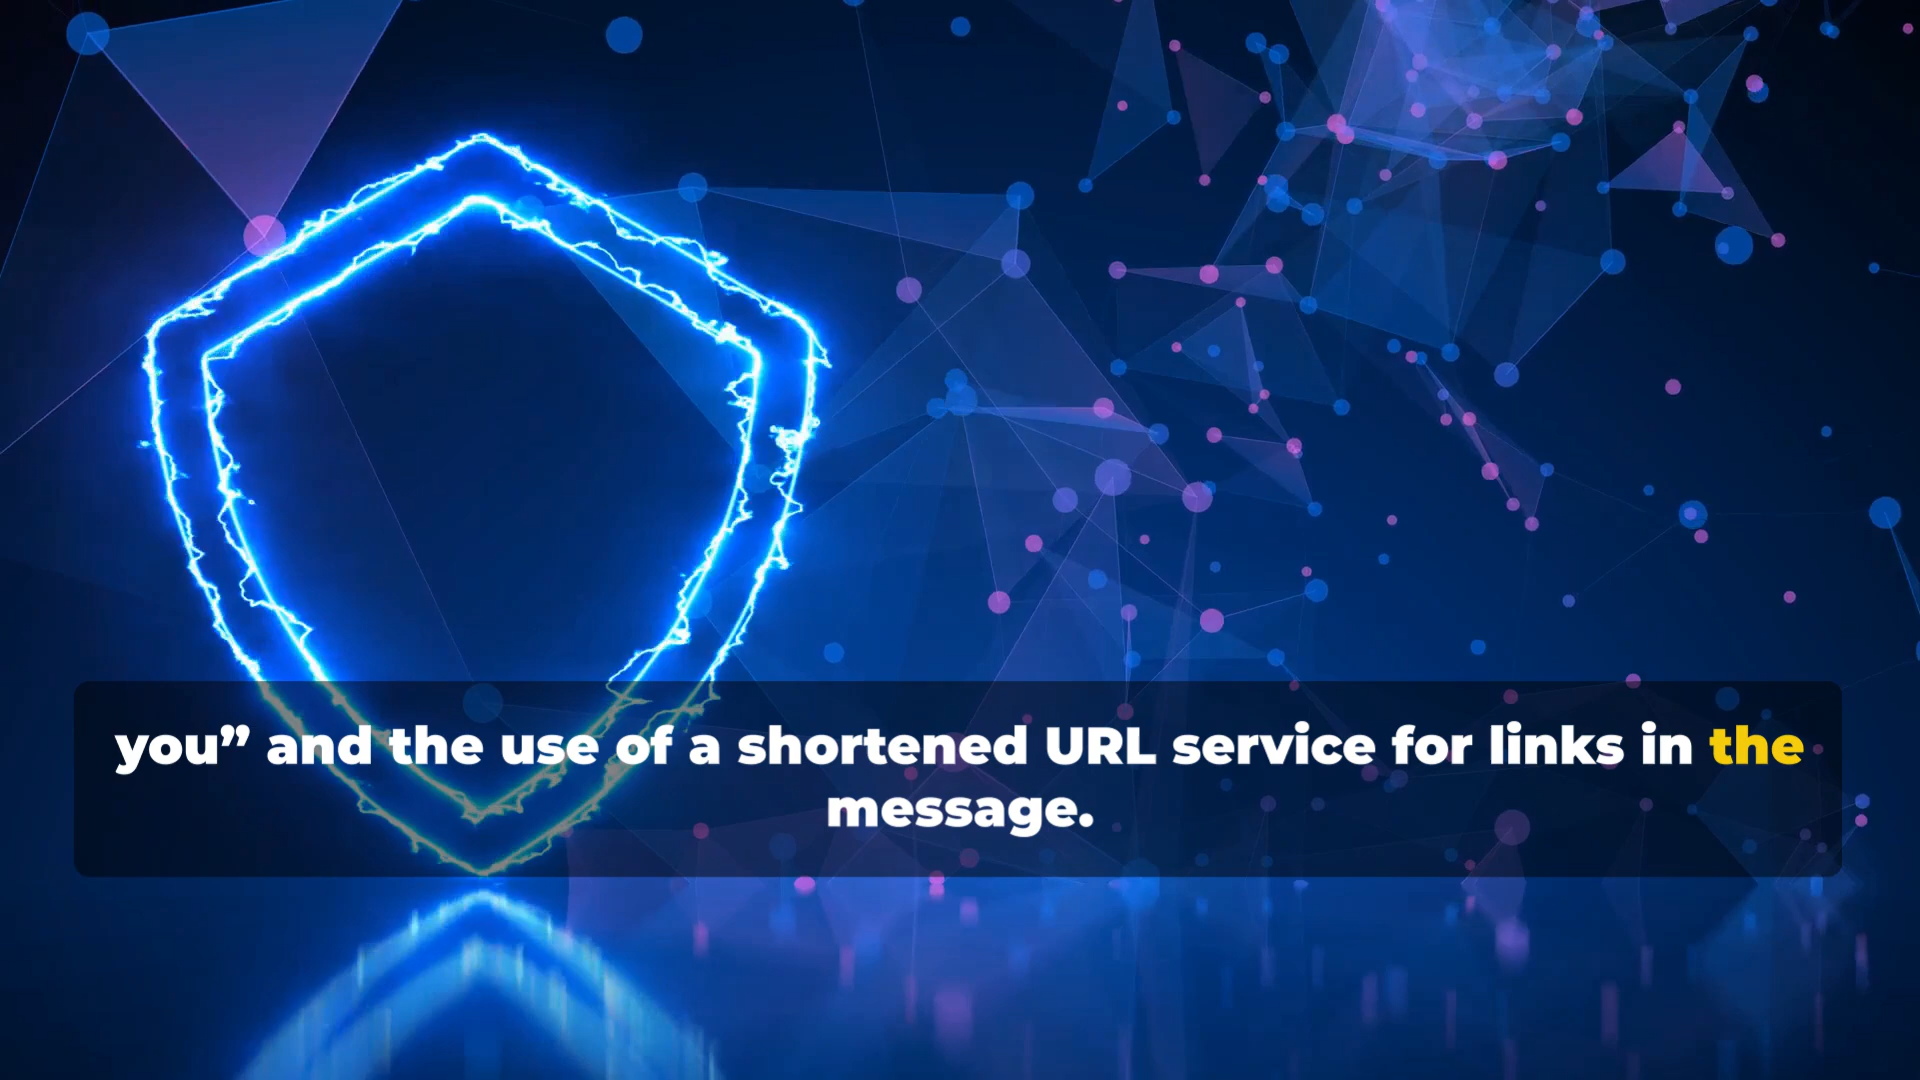 you” and the use of a shortened URL service for links in the
message.